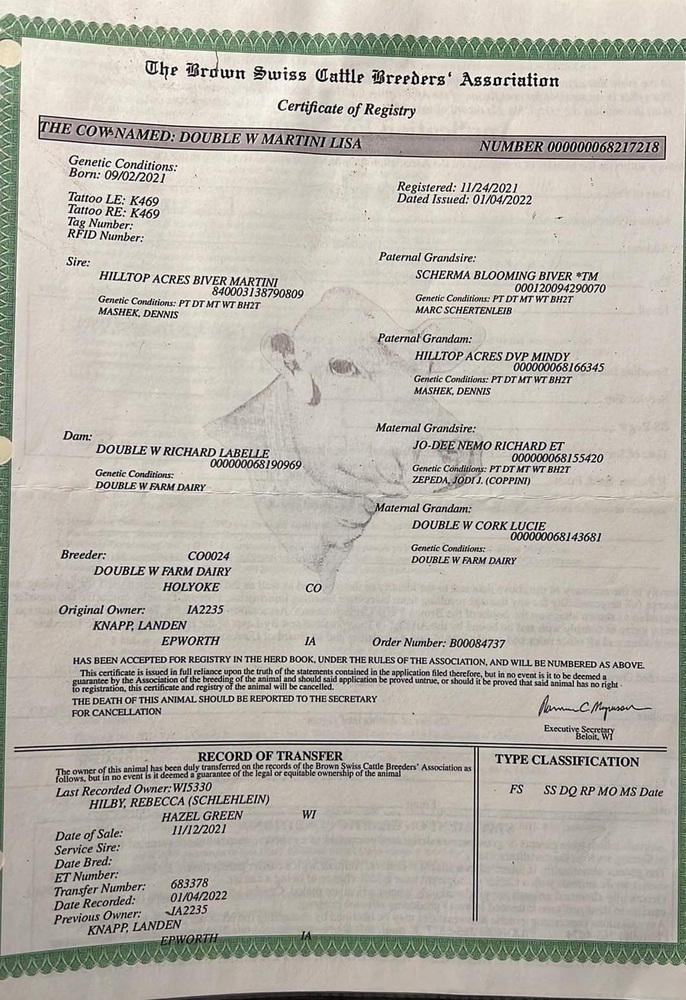 The Brown Swiss Cattle Breeders' Association
Certificate of Registry
THE COW NAMED: DOUBLE W MARTINI LISA NUMBER 000000068217218
Genetic Conditions:
Born: 09/02/2021
Registered: 11/24/2021
Dated Issued: 01/04/2022
Tattoo LE: K469
Tattoo RE: K469
Tag Number:
RFID Number:
Sire:
HILLTOP ACRES BIVER MARTINI
840003138790809
Genetic Conditions: PT DT MT WT BH2T
MASHEK, DENNIS
Paternal Grandsire:
SCHERMA BLOOMING BIVER *TM
000120094290070
Genetic Conditions: PT DT MT WT BH2T
MARC SCHERTENLEIB
Paternal Grandam:
HILLTOP ACRES DVP MINDY
000000068166345
Genetic Conditions: PT DT MT WT BH2T
MASHEK, DENNIS
Dam:
DOUBLE W RICHARD LABELLE
000000068190969
Genetic Conditions:
DOUBLE W FARM DAIRY
Maternal Grandsire:
JO-DEE NEMO RICHARD ET
000000068155420
Genetic Conditions: PT DT MT WT BH2T
ZEPEDA, JODI J. (COPPINI)
Maternal Grandam:
DOUBLE W CORK LUCIE
000000068143681
Genetic Conditions:
DOUBLE W FARM DAIRY
Breeder: CO0024
DOUBLE W FARM DAIRY
HOLYOKE CO
Original Owner: IA2235
KNAPP, LANDEN
EPWORTH IA Order Number: B00084737
HAS BEEN ACCEPTED FOR REGISTRY IN THE HERD BOOK, UNDER THE RULES OF THE ASSOCIATION, AND WILL BE NUMBERED AS ABOVE.
This certificate is issued in full reliance upon the truth of the statements contained in the application filed therefore, but in no event is it to be deemed a
guarantee by the Association of the breeding of the animal and should said application be proved untrue, or should it be proved that said animal has no right
to registration, this certificate and registry of the animal will be cancelled.
THE DEATH OF THIS ANIMAL SHOULD BE REPORTED TO THE SECRETARY
FOR CANCELLATION
Executive Secretary
Beloit, WI
RECORD OF TRANSFER
The owner of this animal has been duly transferred on the records of the Brown Swiss Cattle Breeders' Association as
follows, but in no event is it deemed a guarantee of the legal or equitable ownership of the animal
Last Recorded Owner: WI5330
HILBY, REBECCA (SCHLEHLEIN)
HAZEL GREEN WI
Date of Sale: 11/12/2021
Service Sire:
Date Bred:
ET Number:
Transfer Number: 683378
Date Recorded: 01/04/2022
Previous Owner: IA2235
KNAPP, LANDEN
EPWORTH IA
TYPE CLASSIFICATION
FS SS DQ RP MO MS Date